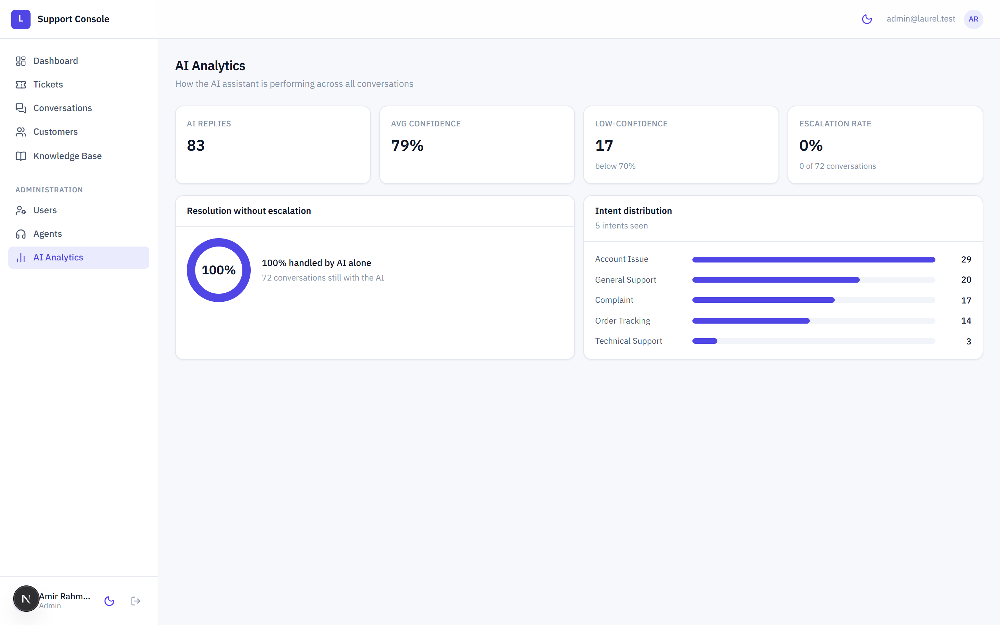 L
Support Console
admin@laurel.test
AR
Dashboard
Tickets
Conversations
Customers
Knowledge Base
ADMINISTRATION
Users
Agents
AI Analytics
N
Amir Rahm...
Admin
AI Analytics
How the AI assistant is performing across all conversations
AI REPLIES
83
AVG CONFIDENCE
79%
LOW-CONFIDENCE
17
below 70%
ESCALATION RATE
0%
0 of 72 conversations
Resolution without escalation
100%
100% handled by AI alone
72 conversations still with the AI
Intent distribution
5 intents seen
Account Issue 29
General Support 20
Complaint 17
Order Tracking 14
Technical Support 3